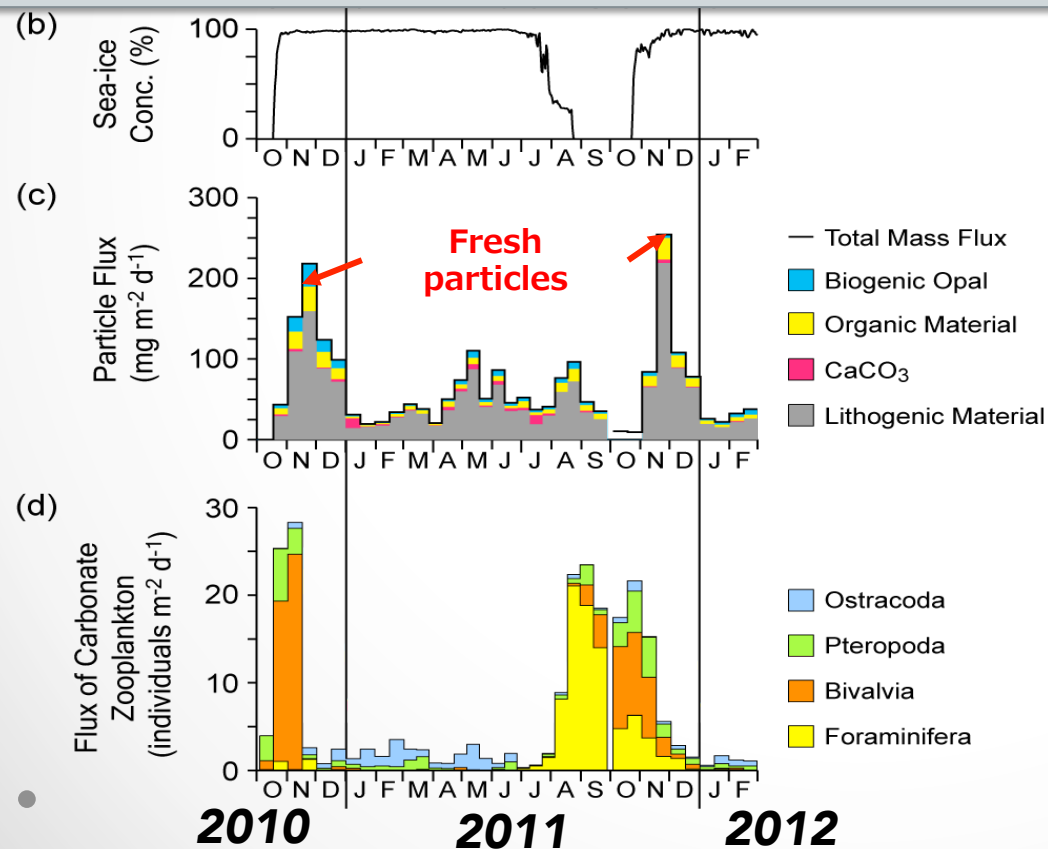 (b)
Sea-ice
Conc. (%)
100
0
O N D J F M A M J J A S O N D J F
(c)
Particle Flux
(mg m⁻² d⁻¹)
300
200
100
0
Fresh
particles
Total Mass Flux
Biogenic Opal
Organic Material
CaCO₃
Lithogenic Material
O N D J F M A M J J A S O N D J F
(d)
Flux of Carbonate
Zooplankton
(individuals m⁻² d⁻¹)
30
20
10
0
Ostracoda
Pteropoda
Bivalvia
Foraminifera
O N D J F M A M J J A S O N D J F
2010 2011 2012